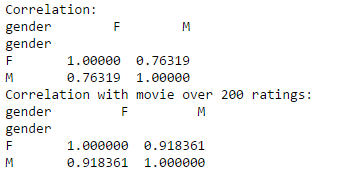 Correlation:
gender F M
gender
F 1.00000 0.76319
M 0.76319 1.00000
Correlation with movie over 200 ratings:
gender F M
gender
F 1.000000 0.918361
M 0.918361 1.000000